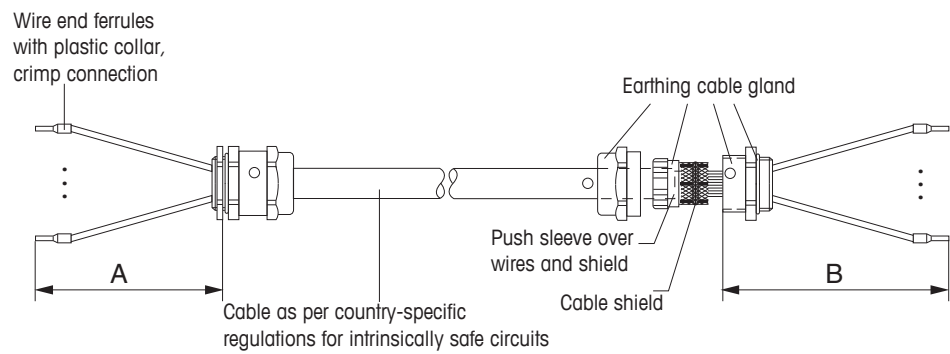 Wire end ferrules
with plastic collar,
crimp connection
Earthing cable gland
Push sleeve over
wires and shield
A
B
Cable shield
Cable as per country-specific
regulations for intrinsically safe circuits